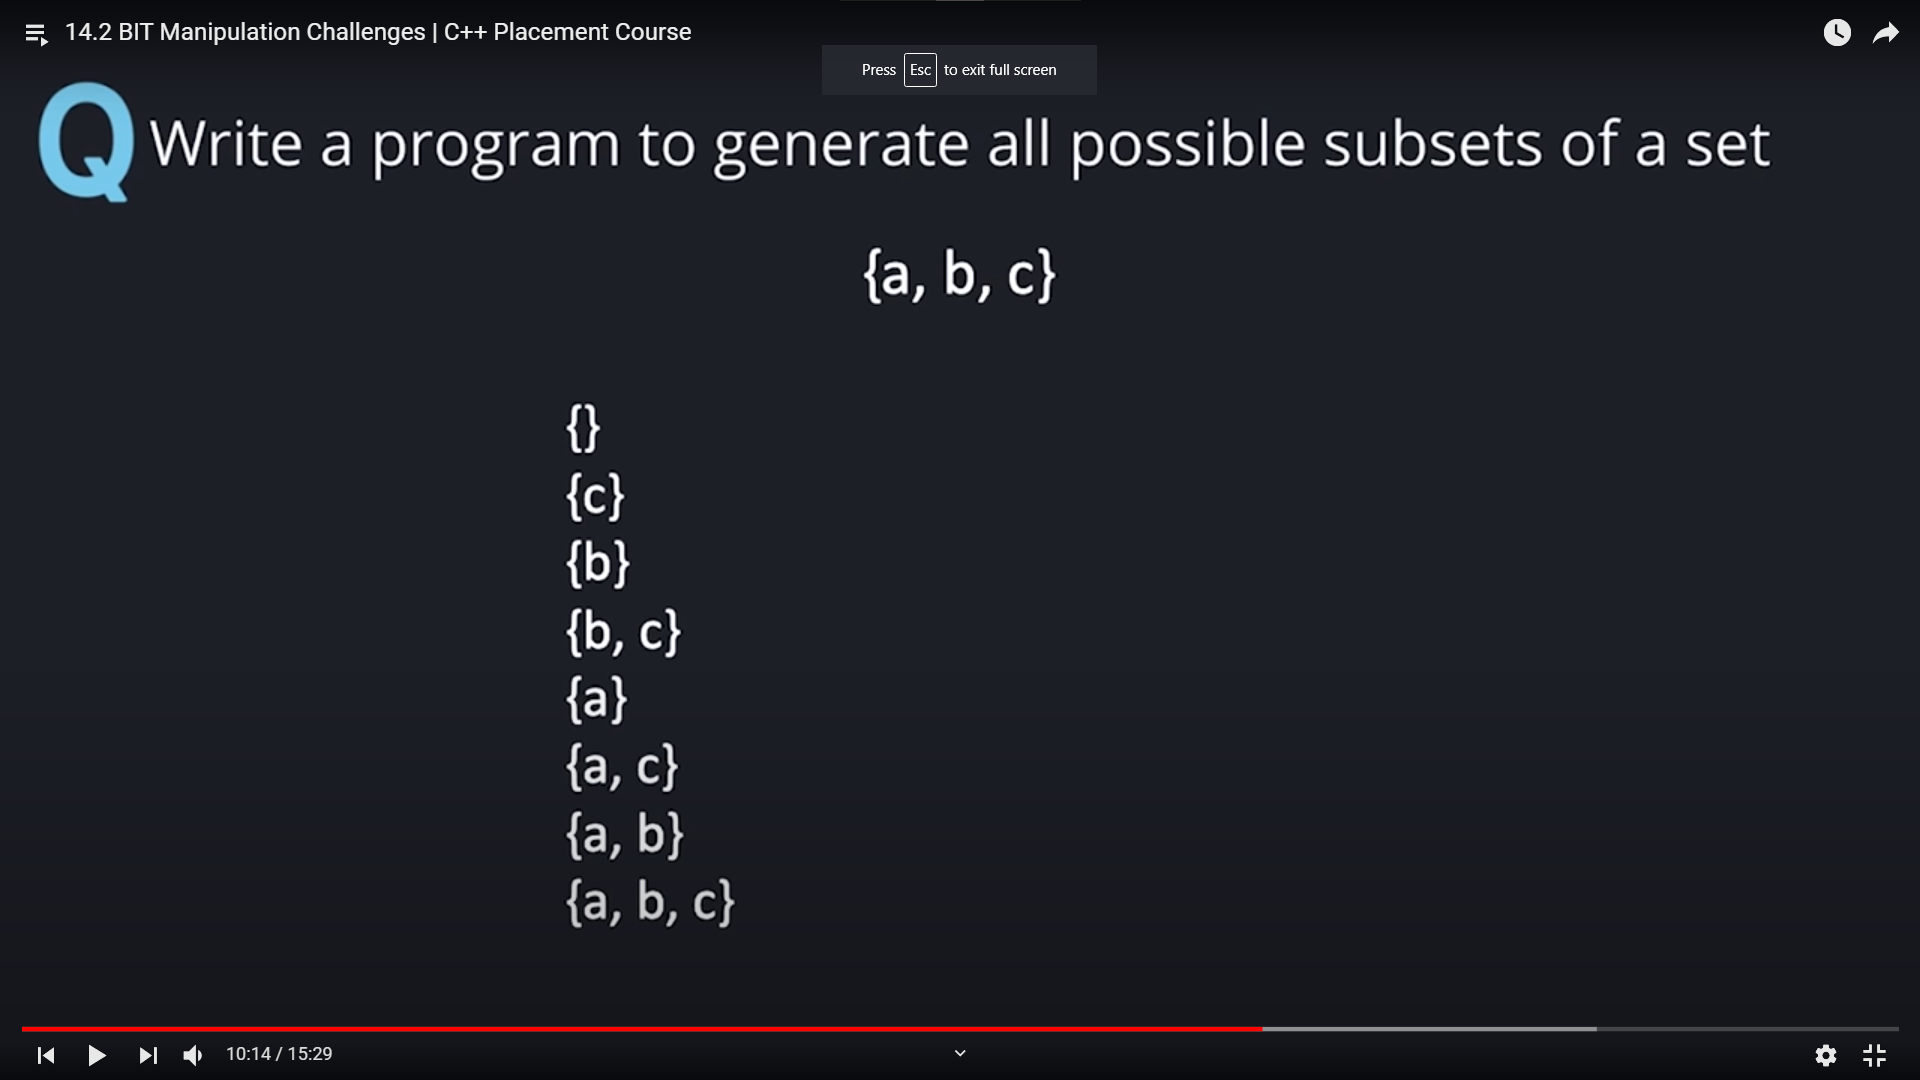 14.2 BIT Manipulation Challenges | C++ Placement Course
Press Esc to exit full screen
Q Write a program to generate all possible subsets of a set
{a, b, c}
{}
{c}
{b}
{b, c}
{a}
{a, c}
{a, b}
{a, b, c}
10:14 / 15:29